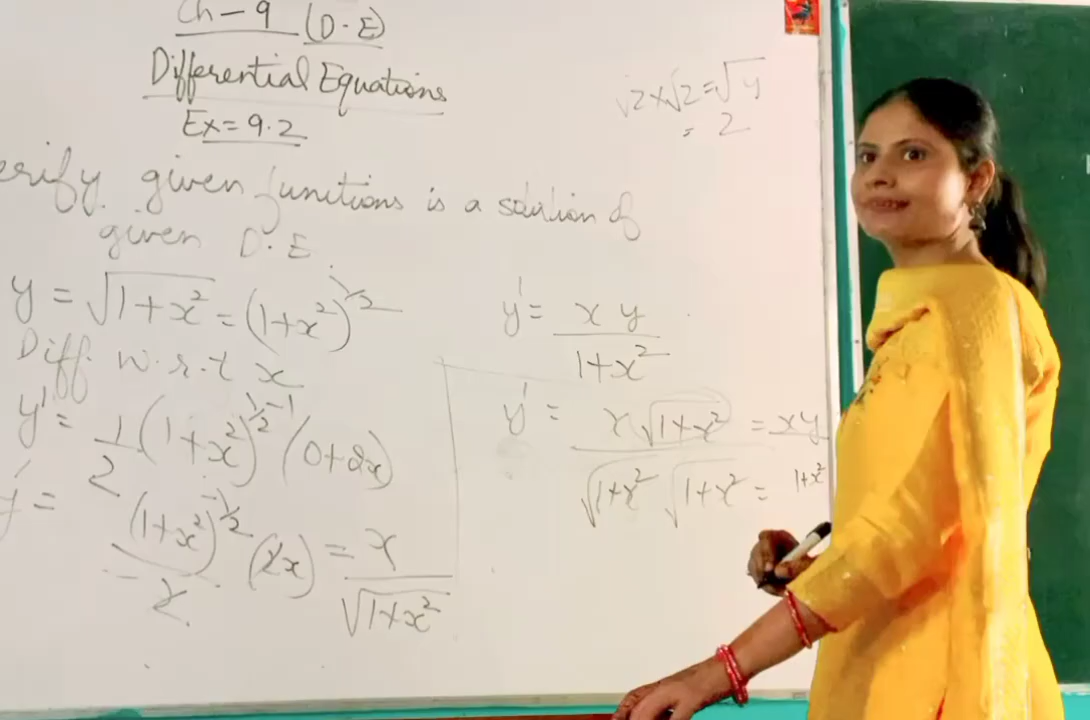 Ch-9 (D.E)
Differential Equations
Ex=9.2
√2×√2=√4
= 2
erify given functions is a solution of
given D.E.
y = √1+x² = (1+x²)^1/2
Diff. w.r.t x
y' = 1/2 (1+x²)^1/2-1 (0+2x)
y' = (1+x²)^-1/2 / 2 (2x) = x / √1+x²
y' = xy / 1+x²
y' = x√1+x² / √1+x² √1+x² = xy / 1+x²